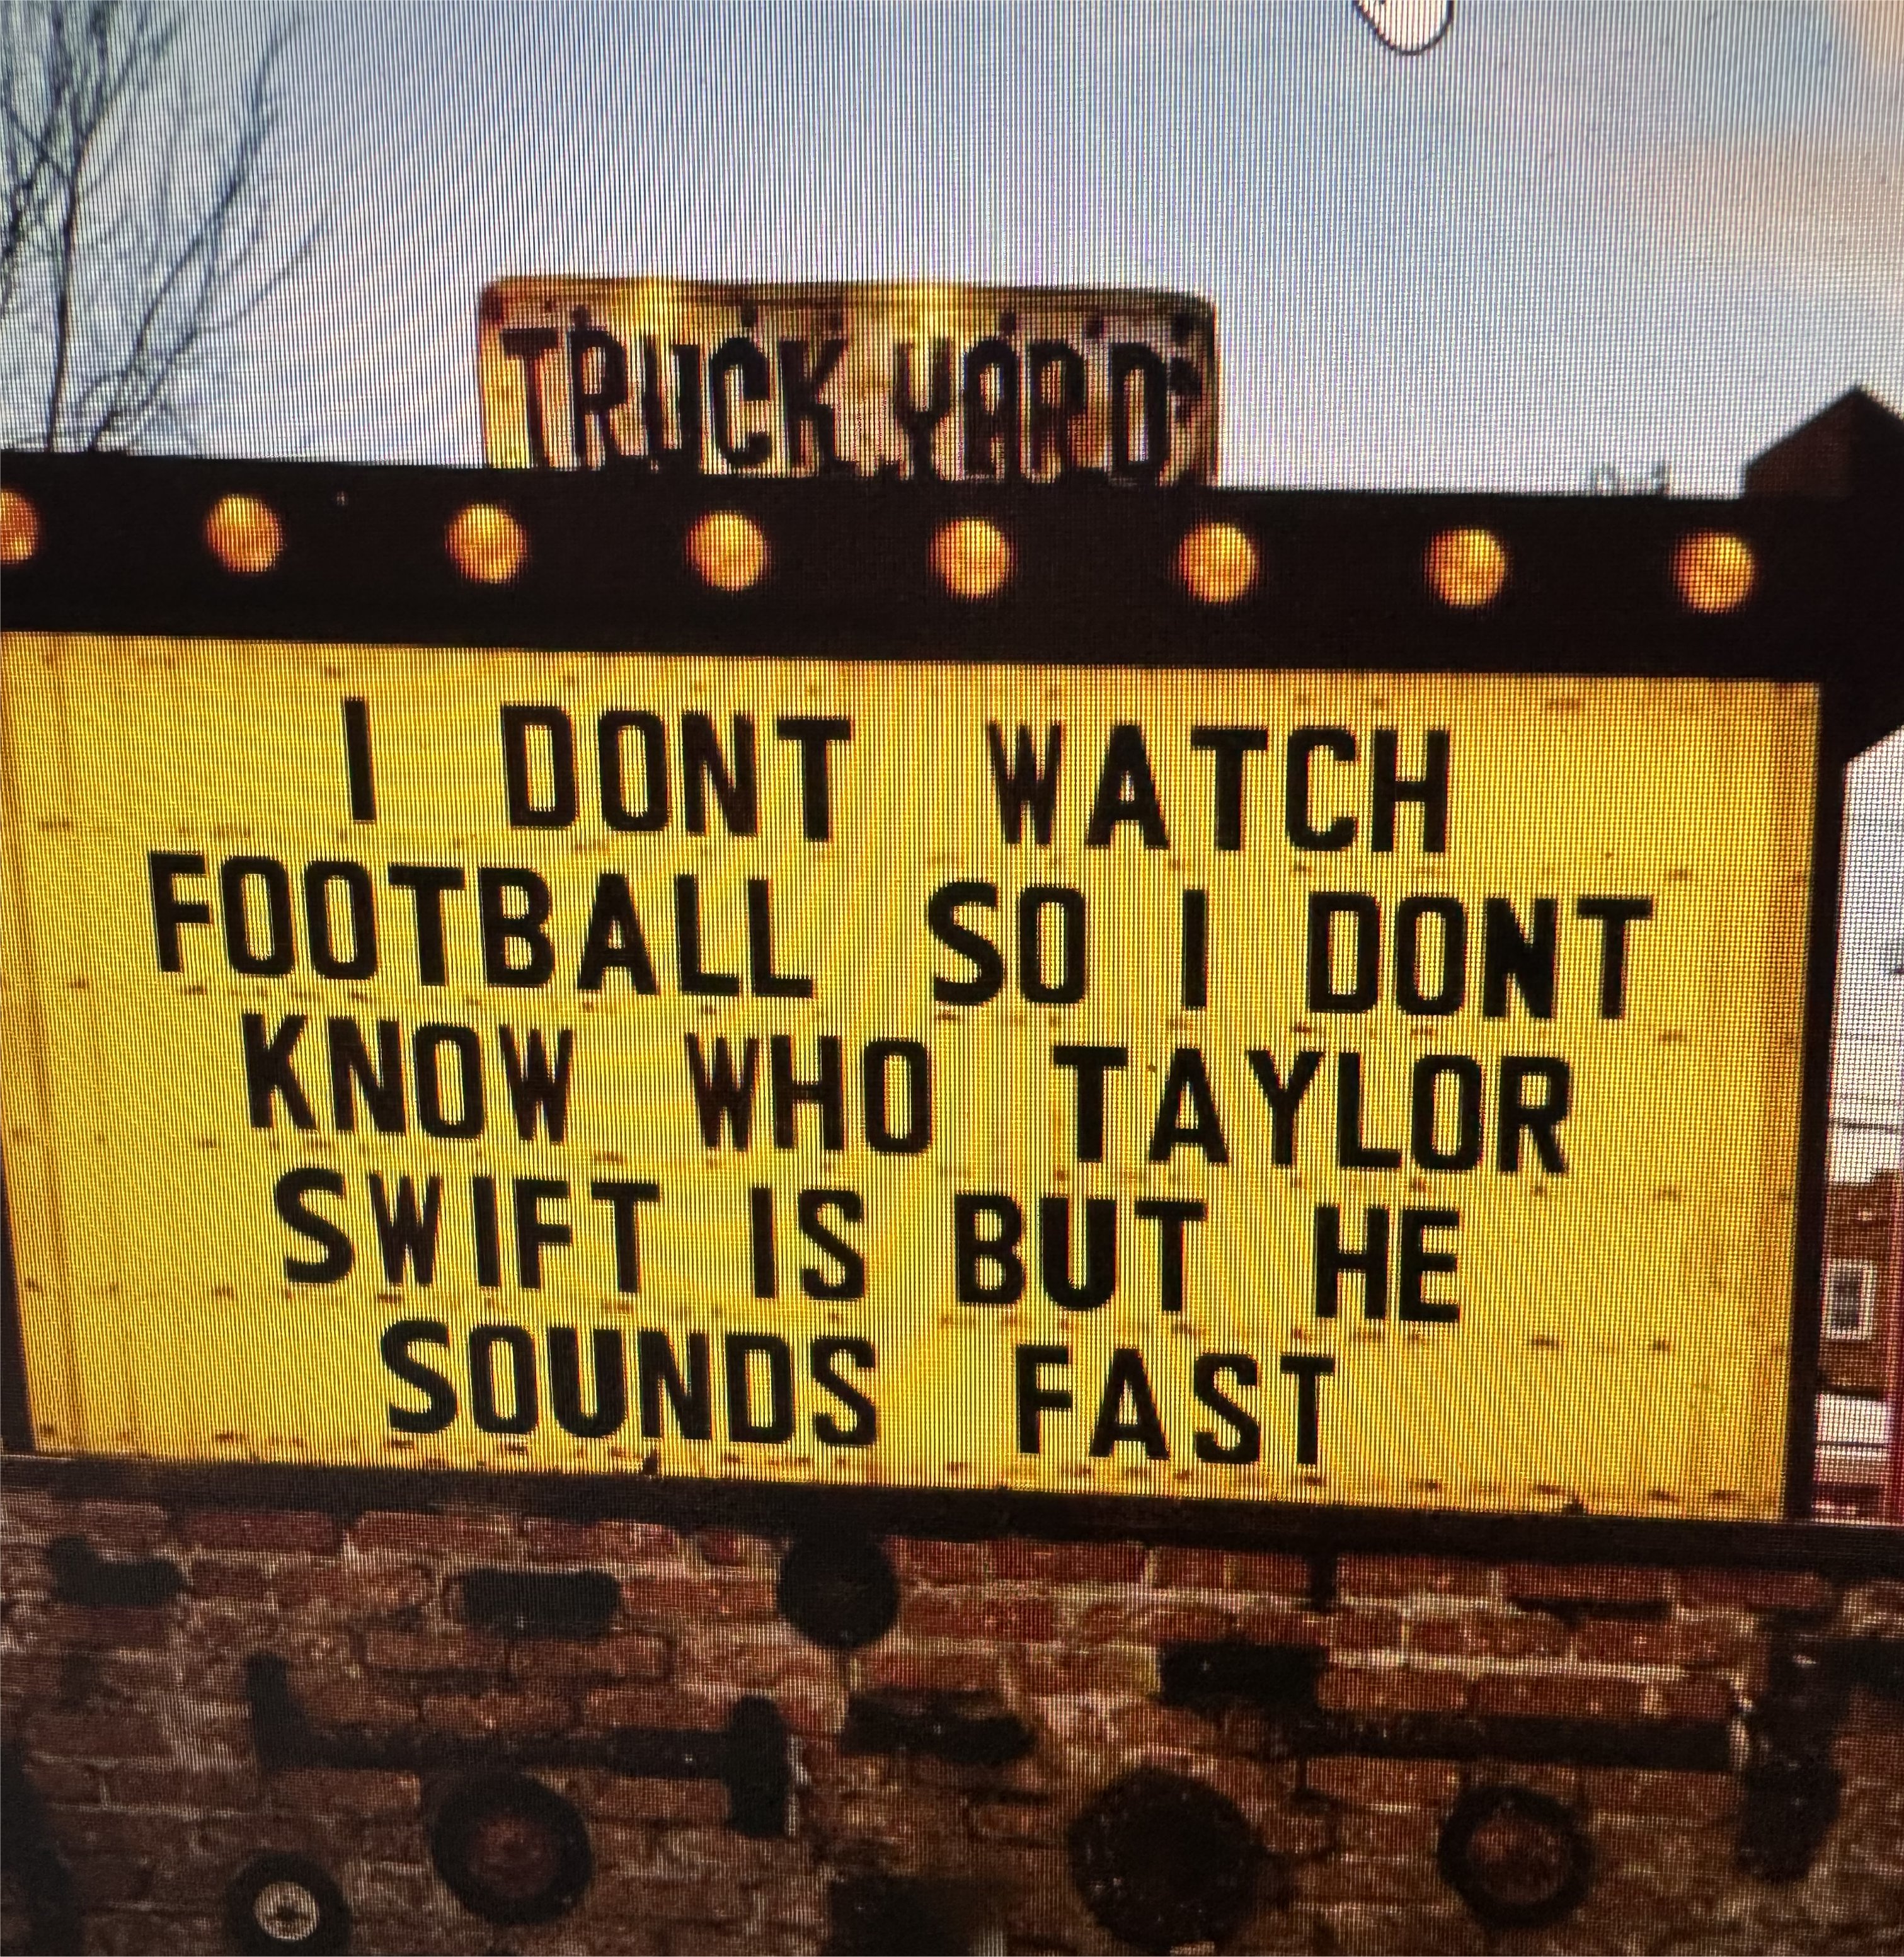 TRUCK YARD
I DONT WATCH
FOOTBALL SO I DONT
KNOW WHO TAYLOR
SWIFT IS BUT HE
SOUNDS FAST